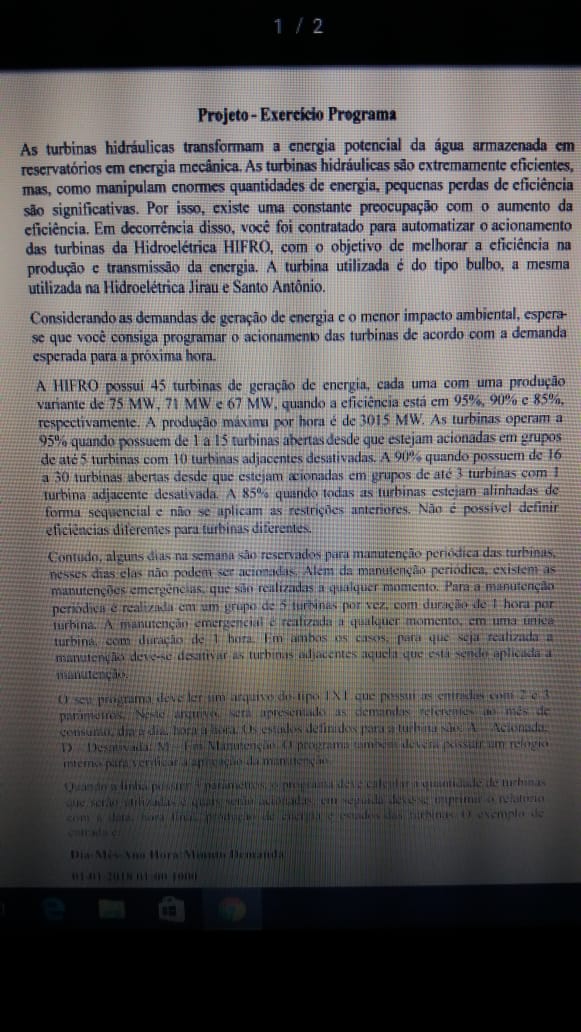 1 / 2
Projeto - Exercício Programa
As turbinas hidráulicas transformam a energia potencial da água armazenada em
reservatórios em energia mecânica. As turbinas hidráulicas são extremamente eficientes,
mas, como manipulam enormes quantidades de energia, pequenas perdas de eficiência
são significativas. Por isso, existe uma constante preocupação com o aumento da
eficiência. Em decorrência disso, você foi contratado para automatizar o acionamento
das turbinas da Hidroelétrica HIFRO, com o objetivo de melhorar a eficiência na
produção e transmissão da energia. A turbina utilizada é do tipo bulbo, a mesma
utilizada na Hidroelétrica Jirau e Santo Antônio.
Considerando as demandas de geração de energia e o menor impacto ambiental, espera-
se que você consiga programar o acionamento das turbinas de acordo com a demanda
esperada para a próxima hora.
A HIFRO possui 45 turbinas de geração de energia, cada uma com uma produção
variante de 75 MW, 71 MW e 67 MW, quando a eficiência está em 95%, 90% e 85%,
respectivamente. A produção máxima por hora é de 3015 MW. As turbinas operam a
95% quando possuem de 1 a 15 turbinas abertas desde que estejam acionadas em grupos
de até 5 turbinas com 10 turbinas adjacentes desativadas. A 90% quando possuem de 16
a 30 turbinas abertas desde que estejam acionadas em grupos de até 3 turbinas com 1
turbina adjacente desativada. A 85% quando todas as turbinas estejam alinhadas de
forma sequencial e não se aplicam as restrições anteriores. Não é possível definir
eficiências diferentes para turbinas diferentes.
Contudo, alguns dias na semana são reservados para manutenção periódica das turbinas,
nesses dias elas não podem ser acionadas. Além da manutenção periódica, existem as
manutenções emergências, que são realizadas a qualquer momento. Para a manutenção
periódica é realizada em um grupo de 5 turbinas por vez, com duração de 1 hora por
turbina. A manutenção emergencial é realizada a qualquer momento, em uma única
turbina, com duração de 1 hora. Em ambos os casos, para que seja realizada a
manutenção deve-se desativar as turbinas adjacentes aquela que está sendo aplicada a
manutenção.
O seu programa deve ler um arquivo do tipo TXT que possui as entradas com 2 e 3
parâmetros. Neste arquivo, será apresentado as demandas referentes ao mês de
consumo, dia a dia, hora a hora. Os estados definidos para a turbina são: A - Acionada;
D - Desativada; M - Em Manutenção. O programa também deverá possuir um relógio
interno para verificar a aplicação da manutenção.
Quando a linha possuir 3 parâmetros, o programa deve calcular a quantidade de turbinas
que serão utilizadas e quais serão acionadas, em seguida deve-se imprimir o relatório
com a data, hora produção de energia e estados das turbinas. O exemplo de
entrada é:
Dia-Mês-Ano Hora:Minuto Demanda
01-01-2018 01:00 1000